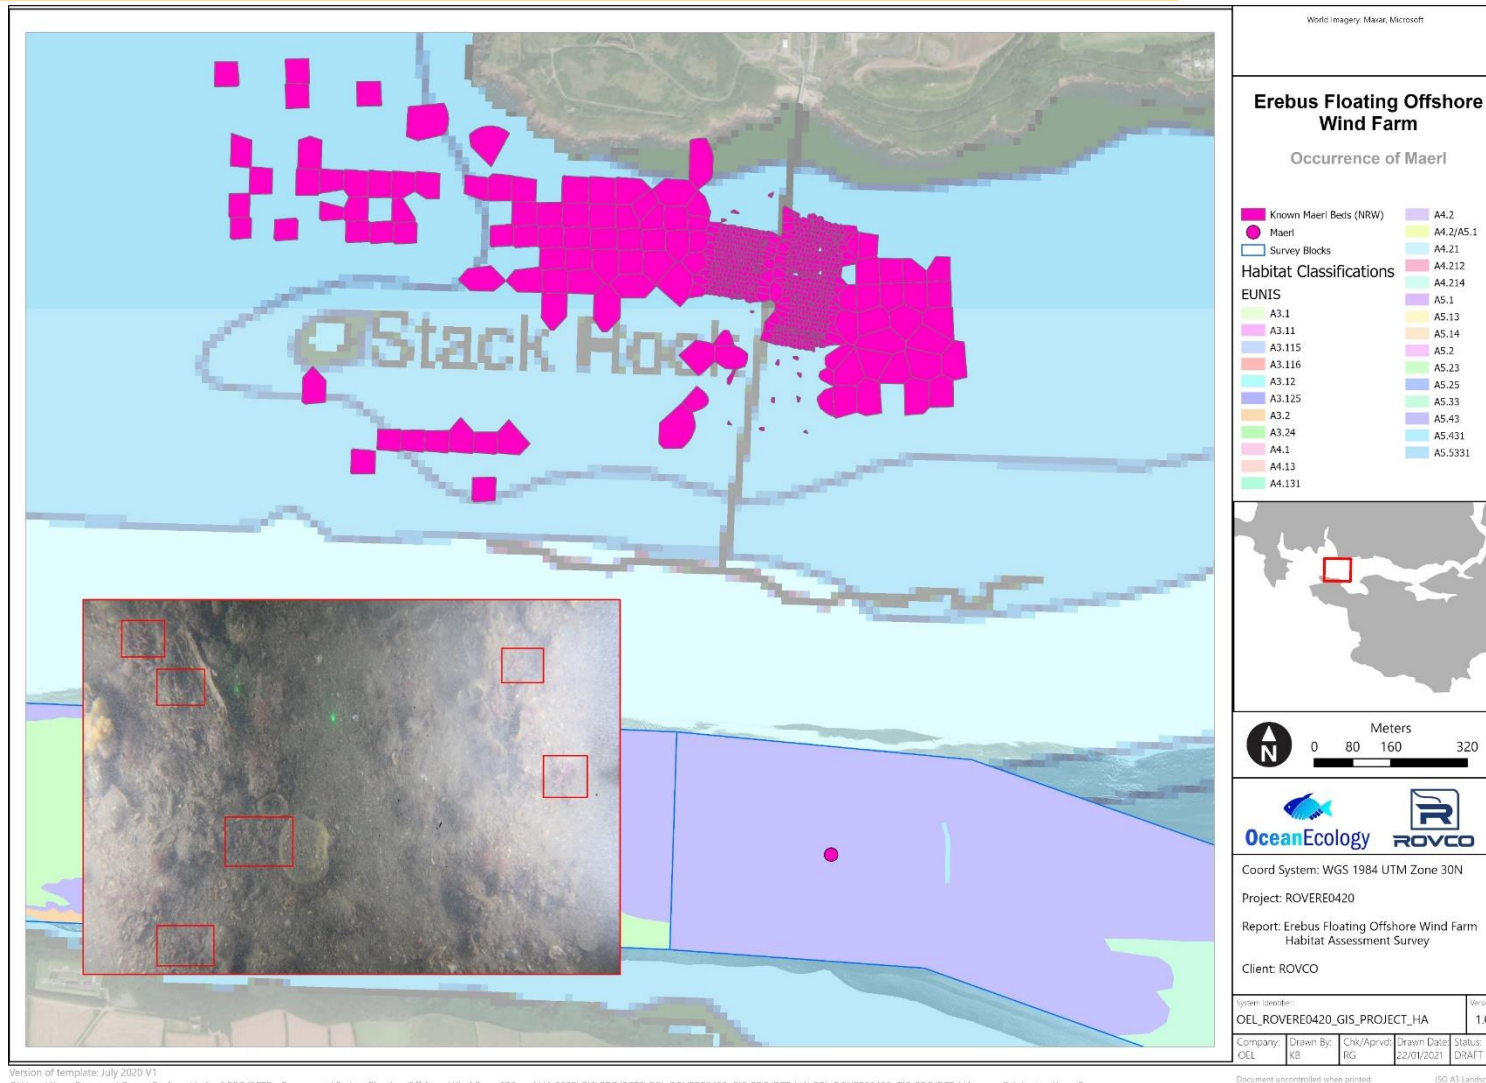 World Imagery: Maxar, Microsoft
Erebus Floating Offshore
Wind Farm
Occurrence of Maerl
Known Maerl Beds (NRW)
Maerl
Survey Blocks
Habitat Classifications
EUNIS
A3.1
A3.11
A3.115
A3.116
A3.12
A3.125
A3.2
A3.24
A4.1
A4.13
A4.131
A4.2
A4.2/A5.1
A4.21
A4.212
A4.214
A5.1
A5.13
A5.14
A5.2
A5.23
A5.25
A5.33
A5.43
A5.431
A5.5331
Stack Rock
N
Meters
0 80 160 320
OceanEcology
ROVCO
Coord System: WGS 1984 UTM Zone 30N
Project: ROVERE0420
Report: Erebus Floating Offshore Wind Farm
Habitat Assessment Survey
Client: ROVCO
System Identifier:
OEL_ROVERE0420_GIS_PROJECT_HA
Company: Drawn By: Chk/Aprvd: Drawn Date: Status:
OEL KB RG 22/01/2021 DRAFT
Version of template: July 2020 V1
Document uncontrolled when printed